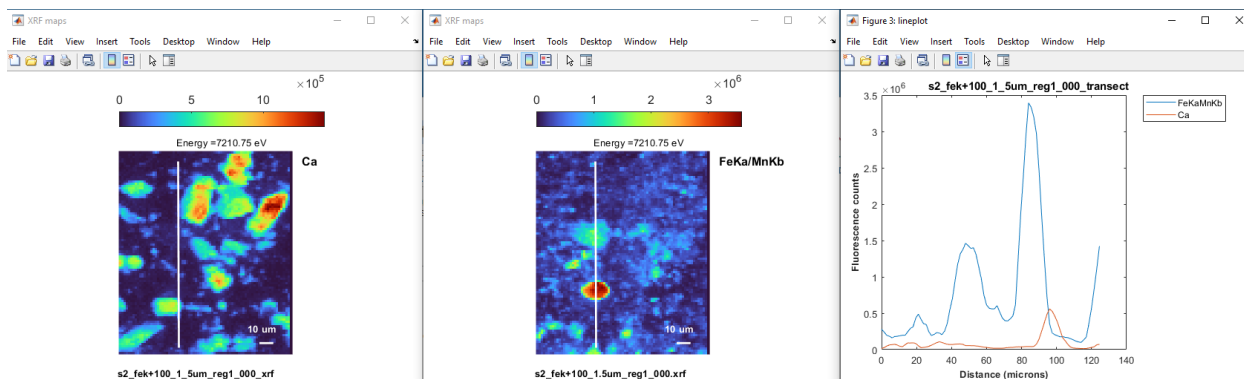 XRF maps
File Edit View Insert Tools Desktop Window Help
×10^5
0 5 10
Energy =7210.75 eV
Ca
10 um
s2_fek+100_1_5um_reg1_000_xrf
XRF maps
File Edit View Insert Tools Desktop Window Help
×10^6
0 1 2 3
Energy =7210.75 eV
FeKa/MnKb
10 um
s2_fek+100_1.5um_reg1_000.xrf
Figure 3: lineplot
File Edit View Insert Tools Desktop Window Help
s2_fek+100_1_5um_reg1_000_transect
×10^6
FeKaMnKb
Ca
3.5
3
2.5
2
1.5
1
0.5
0
Fluorescence counts
0 20 40 60 80 100 120 140
Distance (microns)